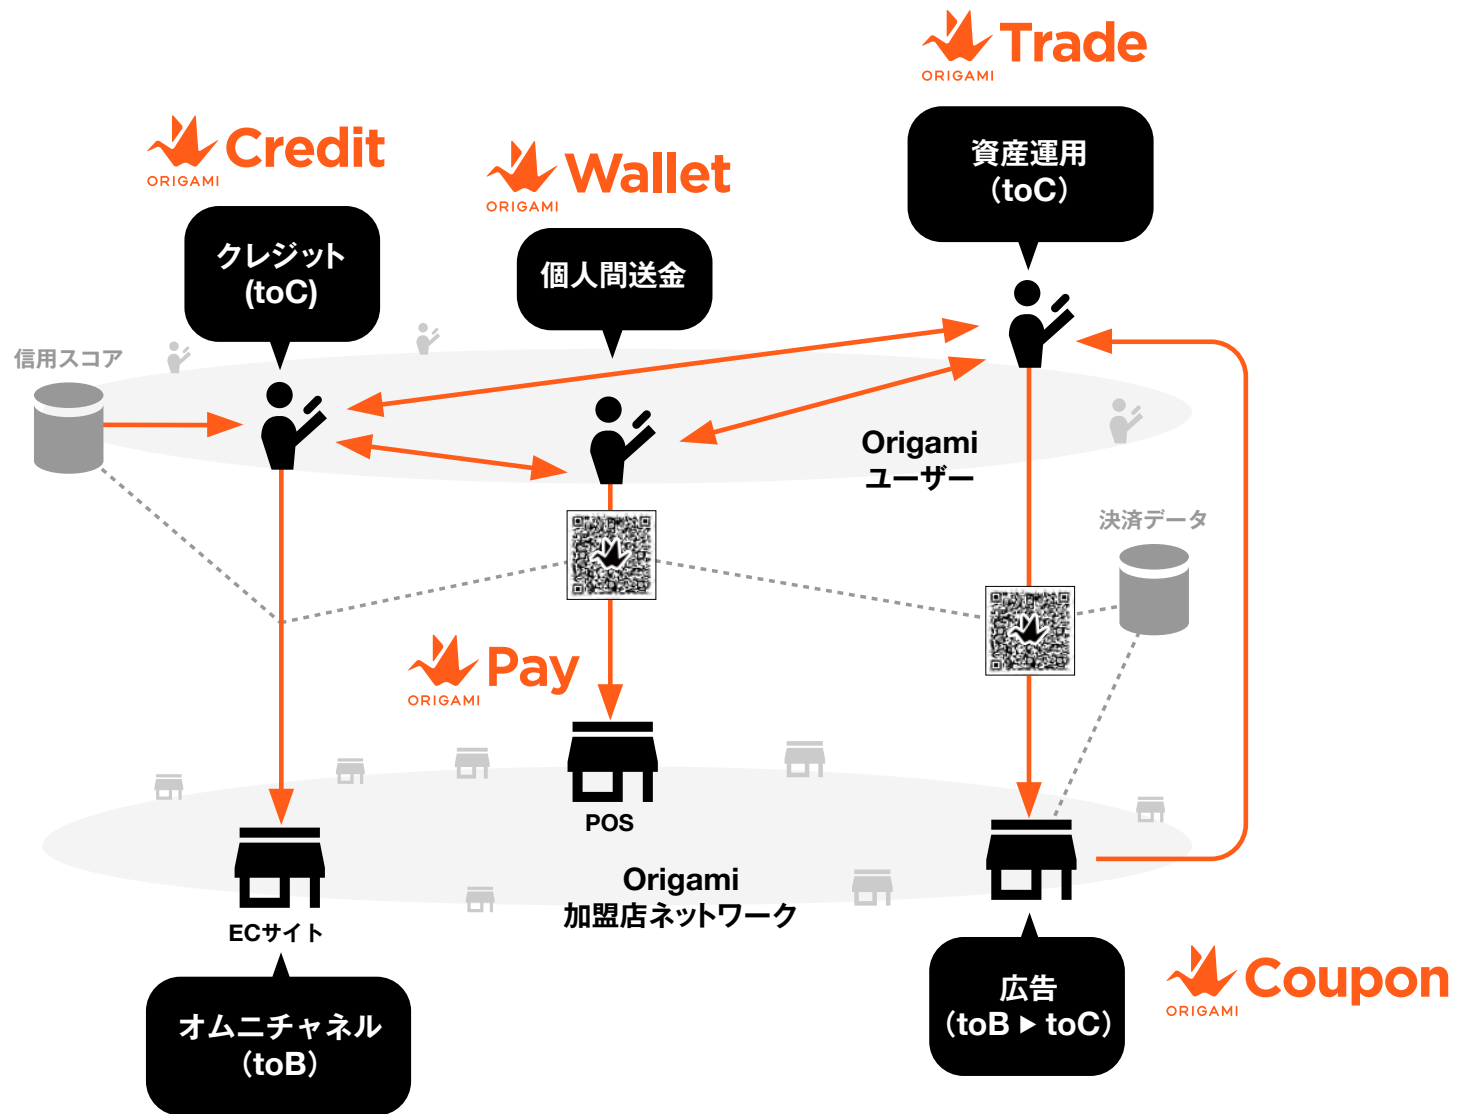 Trade
ORIGAMI
資産運用
(toC)
Credit
ORIGAMI
クレジット
(toC)
Wallet
ORIGAMI
個人間送金
信用スコア
Origami
ユーザー
決済データ
Pay
ORIGAMI
POS
ECサイト
Origami
加盟店ネットワーク
オムニチャネル
(toB)
広告
(toB ▶ toC)
Coupon
ORIGAMI